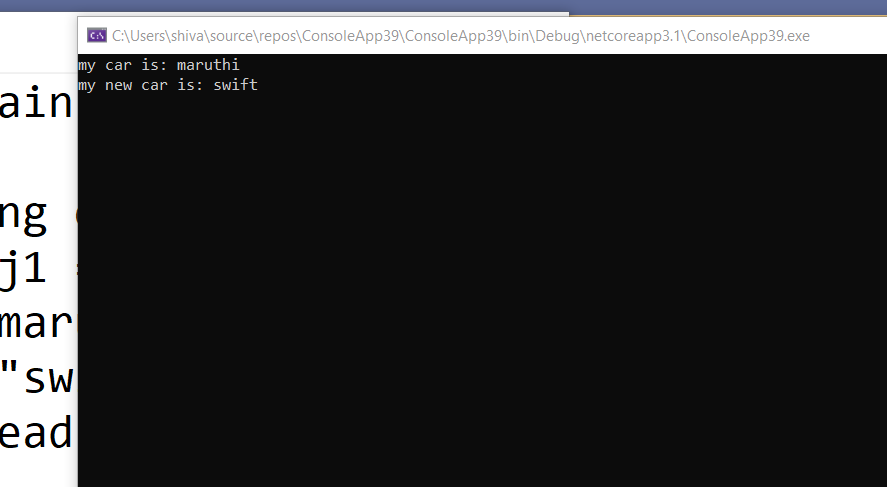 C:\Users\shiva\source\repos\ConsoleApp39\ConsoleApp39\bin\Debug\netcoreapp3.1\ConsoleApp39.exe
my car is: maruthi
my new car is: swift
ain
ng
j1
mar
"sw
ead